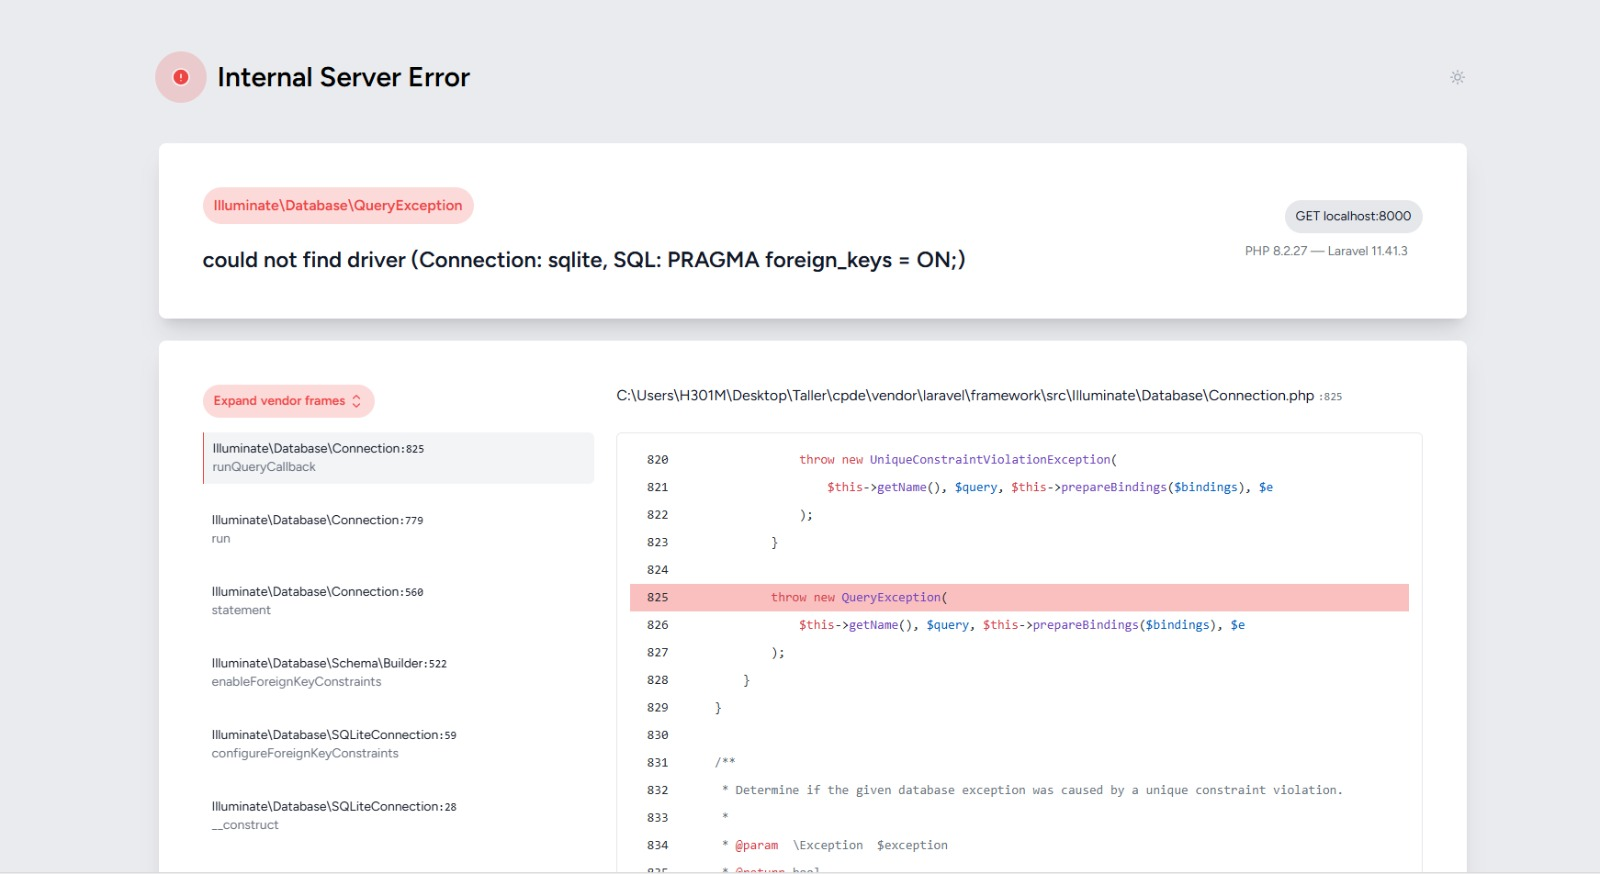 Internal Server Error
Illuminate\Database\QueryException
GET localhost:8000
could not find driver (Connection: sqlite, SQL: PRAGMA foreign_keys = ON;)
PHP 8.2.27 — Laravel 11.41.3
Expand vendor frames
Illuminate\Database\Connection:825
runQueryCallback
Illuminate\Database\Connection:779
run
Illuminate\Database\Connection:560
statement
Illuminate\Database\Schema\Builder:522
enableForeignKeyConstraints
Illuminate\Database\SQLiteConnection:59
configureForeignKeyConstraints
Illuminate\Database\SQLiteConnection:28
__construct
C:\Users\H301M\Desktop\Taller\cpde\vendor\laravel\framework\src\Illuminate\Database\Connection.php :825
820 throw new UniqueConstraintViolationException(
821 $this->getName(), $query, $this->prepareBindings($bindings), $e
822 );
823 }
824
825 throw new QueryException(
826 $this->getName(), $query, $this->prepareBindings($bindings), $e
827 );
828 }
829 }
830
831 /**
832 * Determine if the given database exception was caused by a unique constraint violation.
833 *
834 * @param \Exception $exception
835 * @return bool